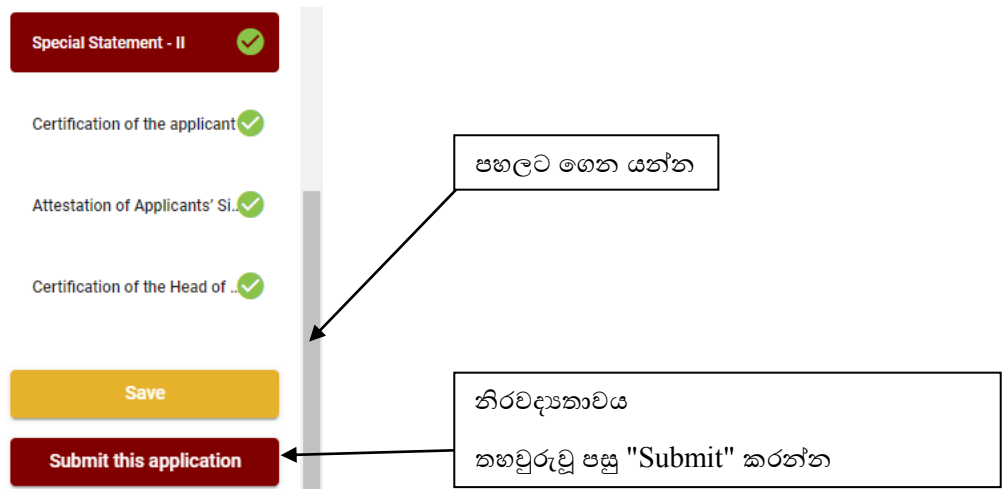 Special Statement - II
Certification of the applicant
Attestation of Applicants' Si..
Certification of the Head of ..
Save
Submit this application
පහලට ගෙන යන්න
නිරවද්‍යතාවය
තහවුරුවූ පසු "Submit" කරන්න